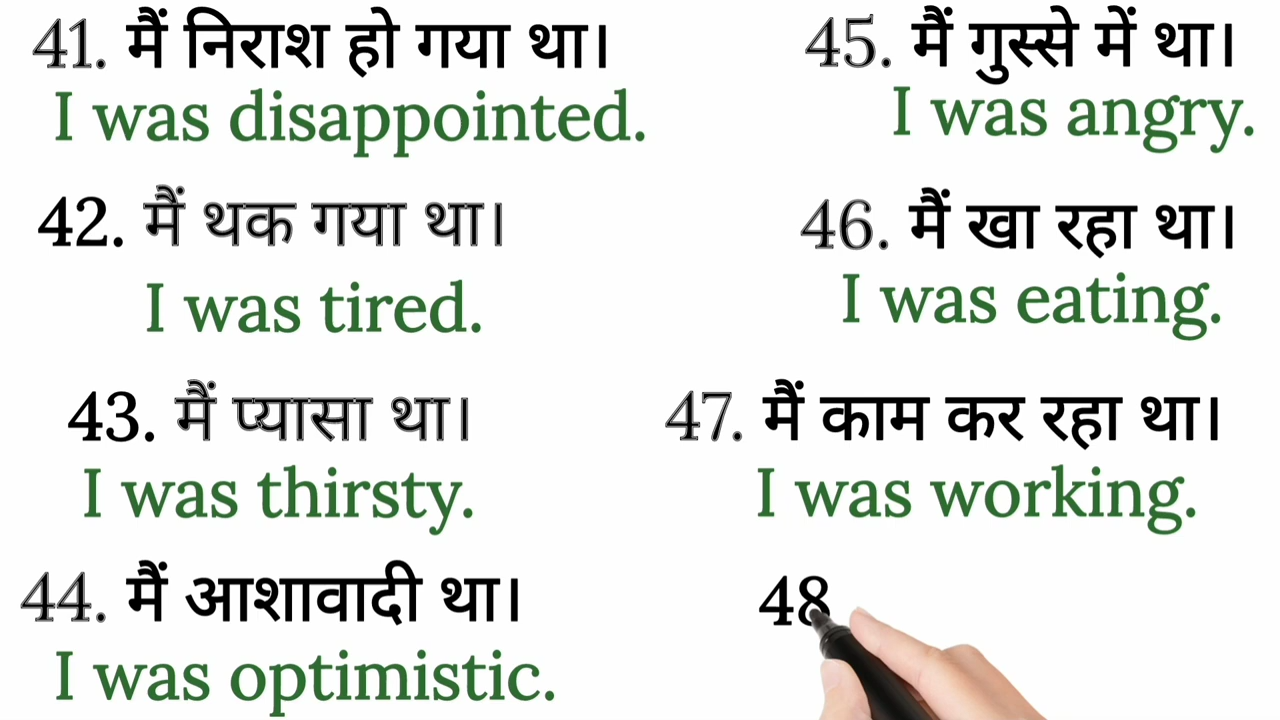 41. मैं निराश हो गया था।
I was disappointed.
42. मैं थक गया था।
I was tired.
43. मैं प्यासा था।
I was thirsty.
44. मैं आशावादी था।
I was optimistic.
45. मैं गुस्से में था।
I was angry.
46. मैं खा रहा था।
I was eating.
47. मैं काम कर रहा था।
I was working.
48